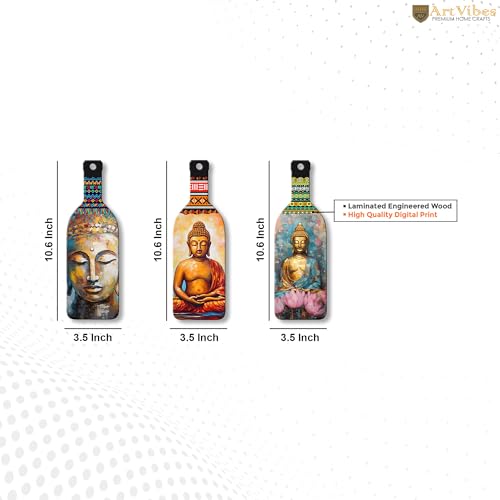 ArtVibes
PREMIUM HOME CRAFTS
10.6 Inch
10.6 Inch
10.6 Inch
▪ Laminated Engineered Wood
▪ High Quality Digital Print
3.5 Inch
3.5 Inch
3.5 Inch